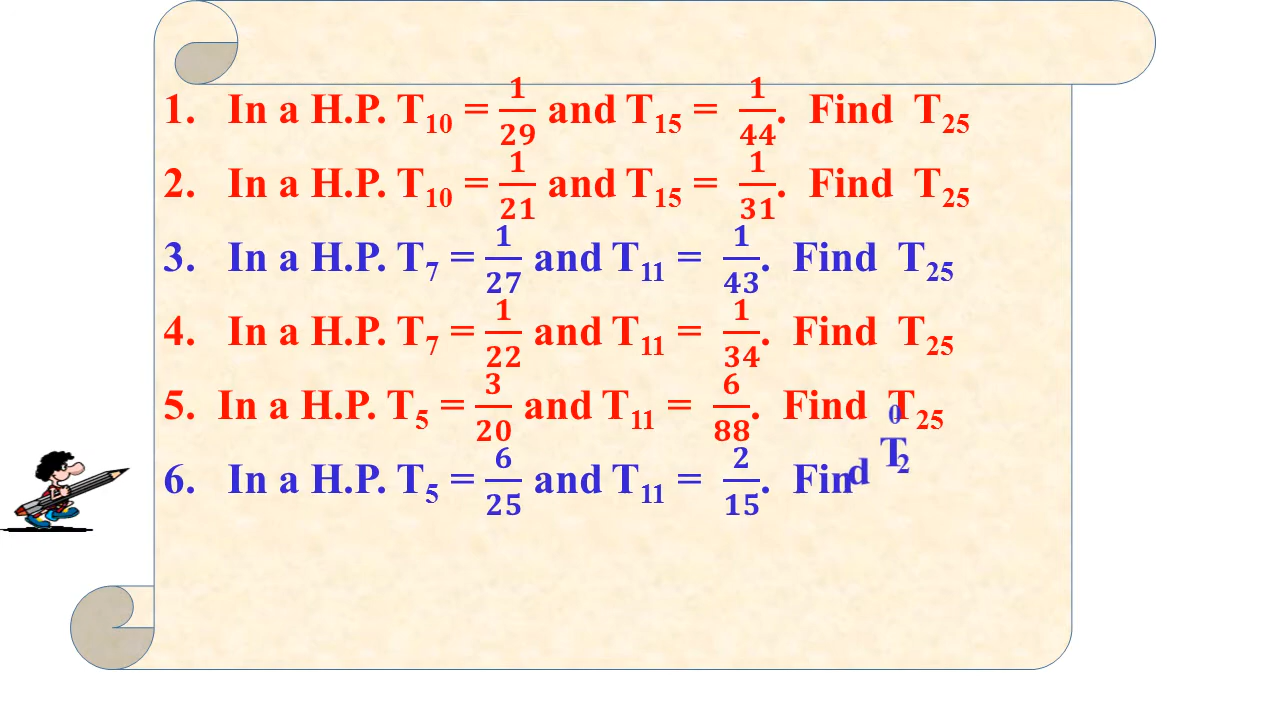 1. In a H.P. T₁₀ = 1/29 and T₁₅ = 1/44. Find T₂₅
2. In a H.P. T₁₀ = 1/21 and T₁₅ = 1/31. Find T₂₅
3. In a H.P. T₇ = 1/27 and T₁₁ = 1/43. Find T₂₅
4. In a H.P. T₇ = 1/22 and T₁₁ = 1/34. Find T₂₅
5. In a H.P. T₅ = 3/20 and T₁₁ = 6/88. Find T₂₅
6. In a H.P. T₅ = 6/25 and T₁₁ = 2/15. Find T₂₀